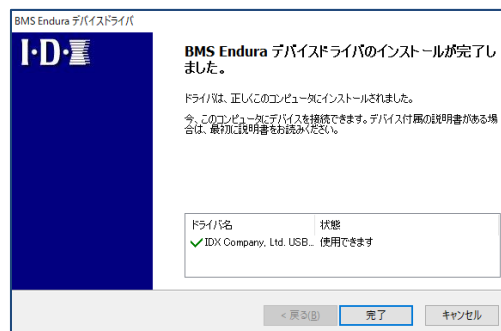 BMS Endura デバイスドライバ
I·D·X
BMS Endura デバイスドライバのインストールが完了し
ました。
ドライバは、正しくこのコンピュータにインストールされました。
今、このコンピュータにデバイスを接続できます。デバイス付属の説明書がある場
合は、最初に説明書をお読みください。
ドライバ名 状態
IDX Company, Ltd. USB... 使用できます
< 戻る(B) 完了 キャンセル